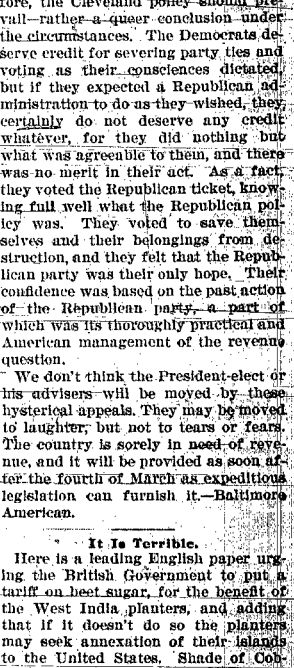 fore, the Cleveland policy should pre-
vail—rather a queer conclusion under
the circumstances. The Democrats de-
serve credit for severing party ties and
voting as their consciences dictated,
but if they expected a Republican ad-
ministration to do as they wished, they
certainly do not deserve any credit
whatever, for they did nothing but
what was agreeable to them, and there
was no merit in their act. As a fact,
they voted the Republican ticket, know-
ing full well what the Republican pol-
icy was. They voted to save them-
selves and their belongings from de-
struction, and they felt that the Repub-
lican party was their only hope. Their
confidence was based on the past action
of the Republican party, a part of
which was its thoroughly practical and
American management of the revenue
question.
We don't think the President-elect or
his advisers will be moved by these
hysterical appeals. They may be moved
to laughter, but not to tears or fears.
The country is sorely in need of reve-
nue, and it will be provided as soon af-
ter the fourth of March as expeditious
legislation can furnish it.—Baltimore
American.
It Is Terrible.
Here is a leading English paper urg-
ing the British Government to put a
tariff on beet sugar, for the benefit of
the West India planters, and adding
that if it doesn't do so the planters
may seek annexation of their islands
to the United States. Shade of Cob-